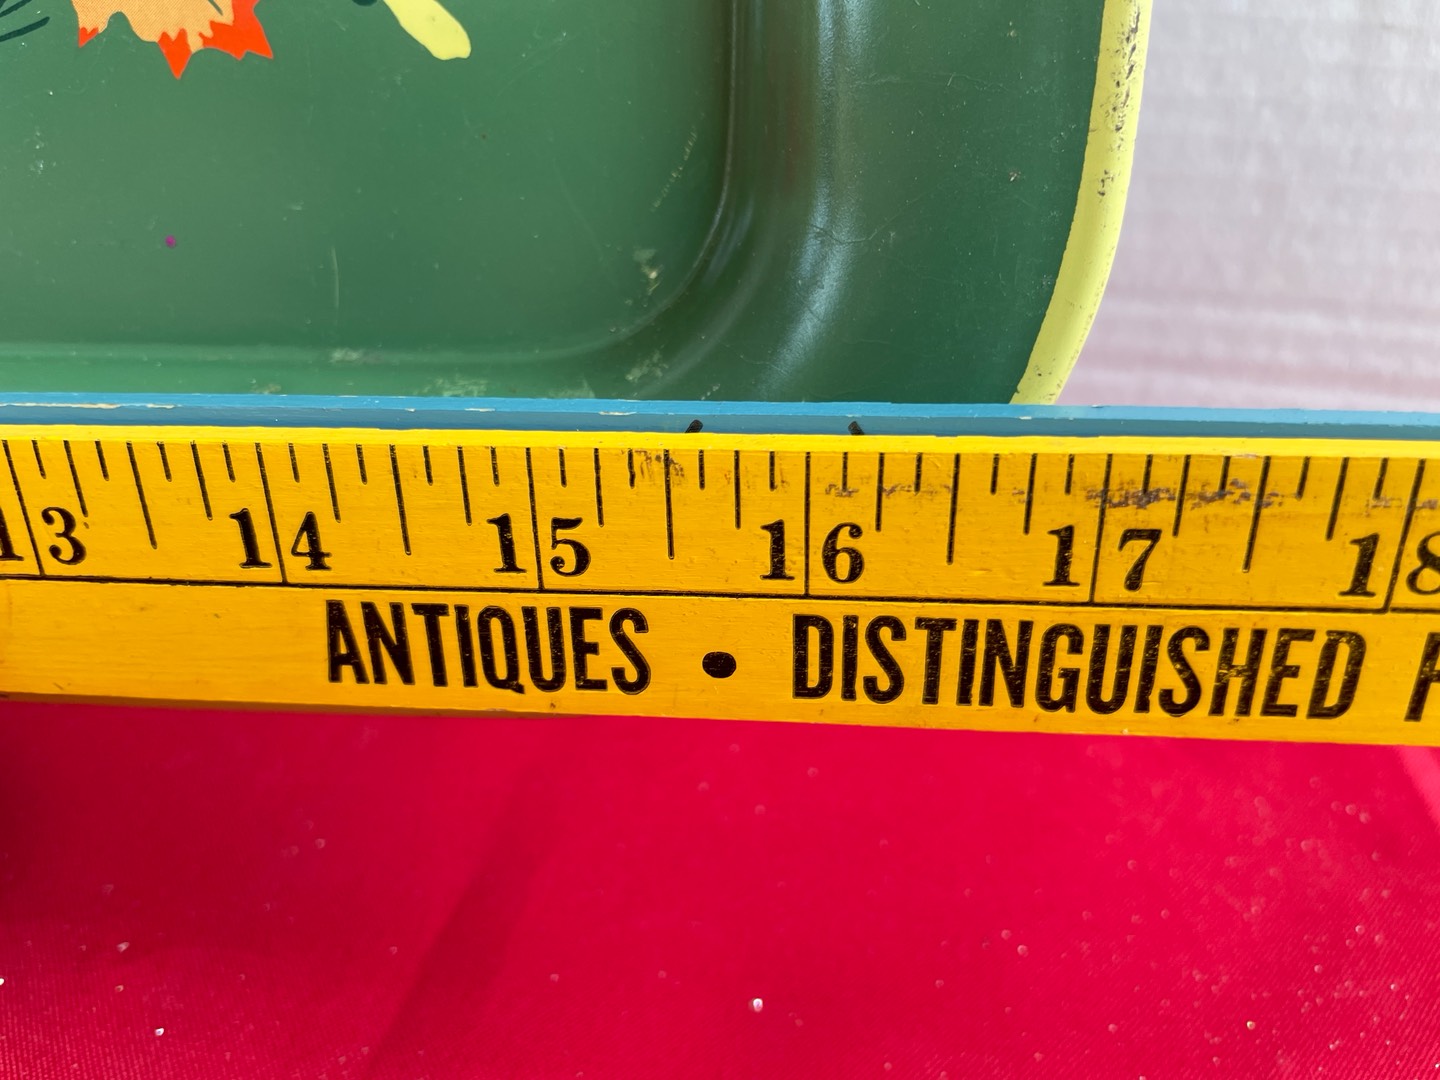 13 14 15 16 17 18
ANTIQUES • DISTINGUISHED